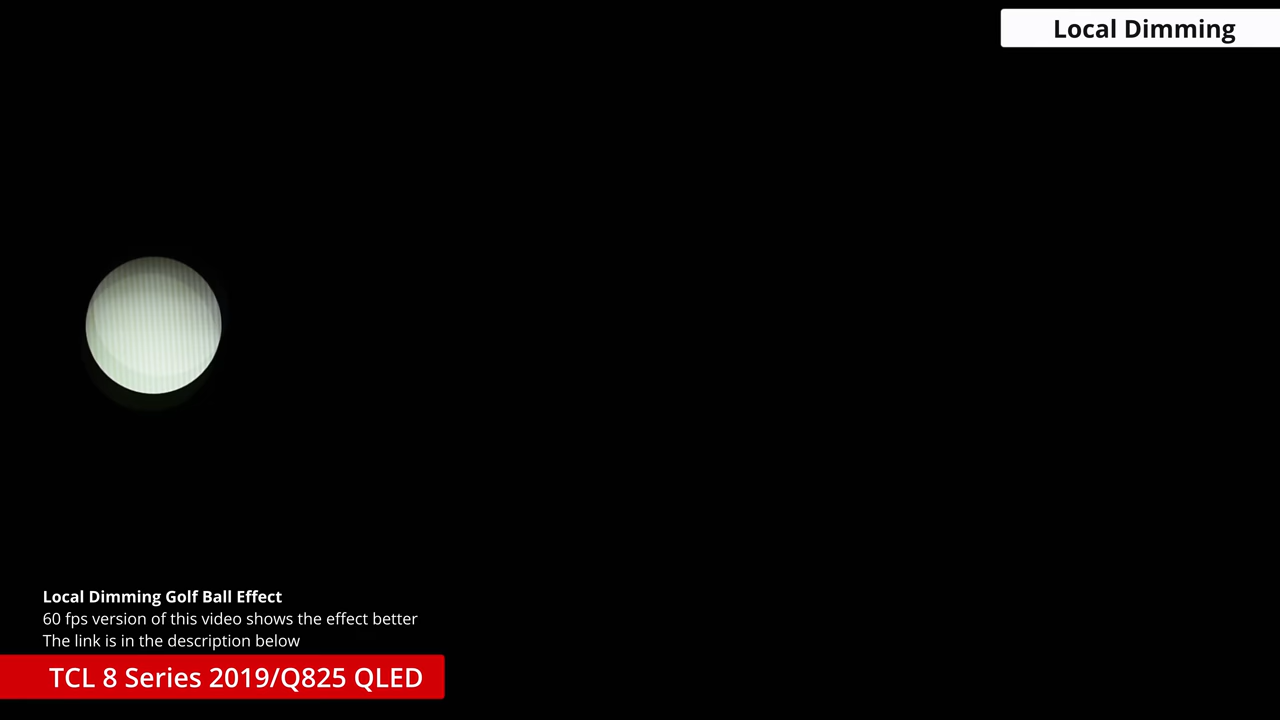 Local Dimming
Local Dimming Golf Ball Effect
60 fps version of this video shows the effect better
The link is in the description below
TCL 8 Series 2019/Q825 QLED